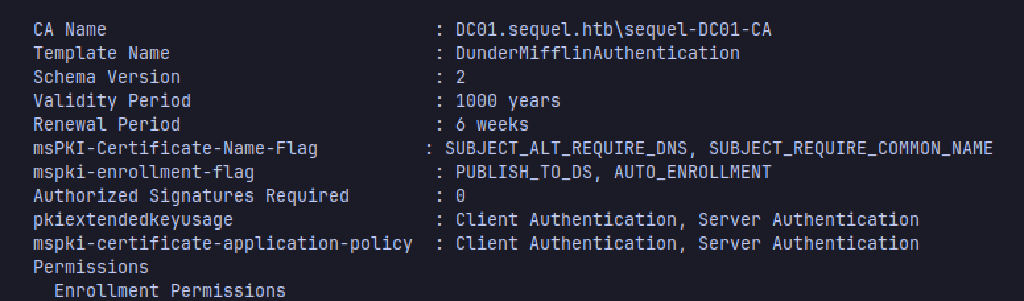 CA Name : DC01.sequel.htb\sequel-DC01-CA
Template Name : DunderMifflinAuthentication
Schema Version : 2
Validity Period : 1000 years
Renewal Period : 6 weeks
msPKI-Certificate-Name-Flag : SUBJECT_ALT_REQUIRE_DNS, SUBJECT_REQUIRE_COMMON_NAME
mspki-enrollment-flag : PUBLISH_TO_DS, AUTO_ENROLLMENT
Authorized Signatures Required : 0
pkiextendedkeyusage : Client Authentication, Server Authentication
mspki-certificate-application-policy : Client Authentication, Server Authentication
Permissions
Enrollment Permissions